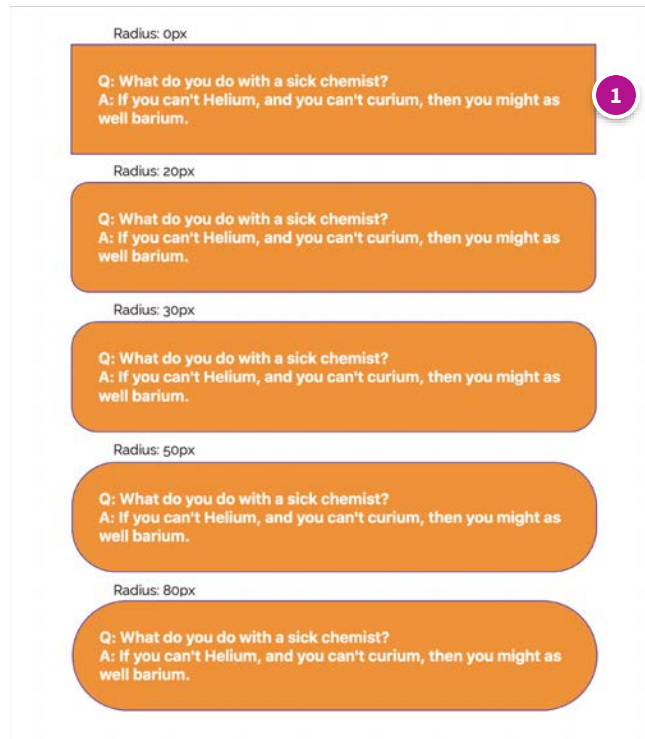 Radius: 0px
Q: What do you do with a sick chemist?
A: If you can't Helium, and you can't curium, then you might as
well barium.
1
Radius: 20px
Q: What do you do with a sick chemist?
A: If you can't Helium, and you can't curium, then you might as
well barium.
Radius: 30px
Q: What do you do with a sick chemist?
A: If you can't Helium, and you can't curium, then you might as
well barium.
Radius: 50px
Q: What do you do with a sick chemist?
A: If you can't Helium, and you can't curium, then you might as
well barium.
Radius: 80px
Q: What do you do with a sick chemist?
A: If you can't Helium, and you can't curium, then you might as
well barium.